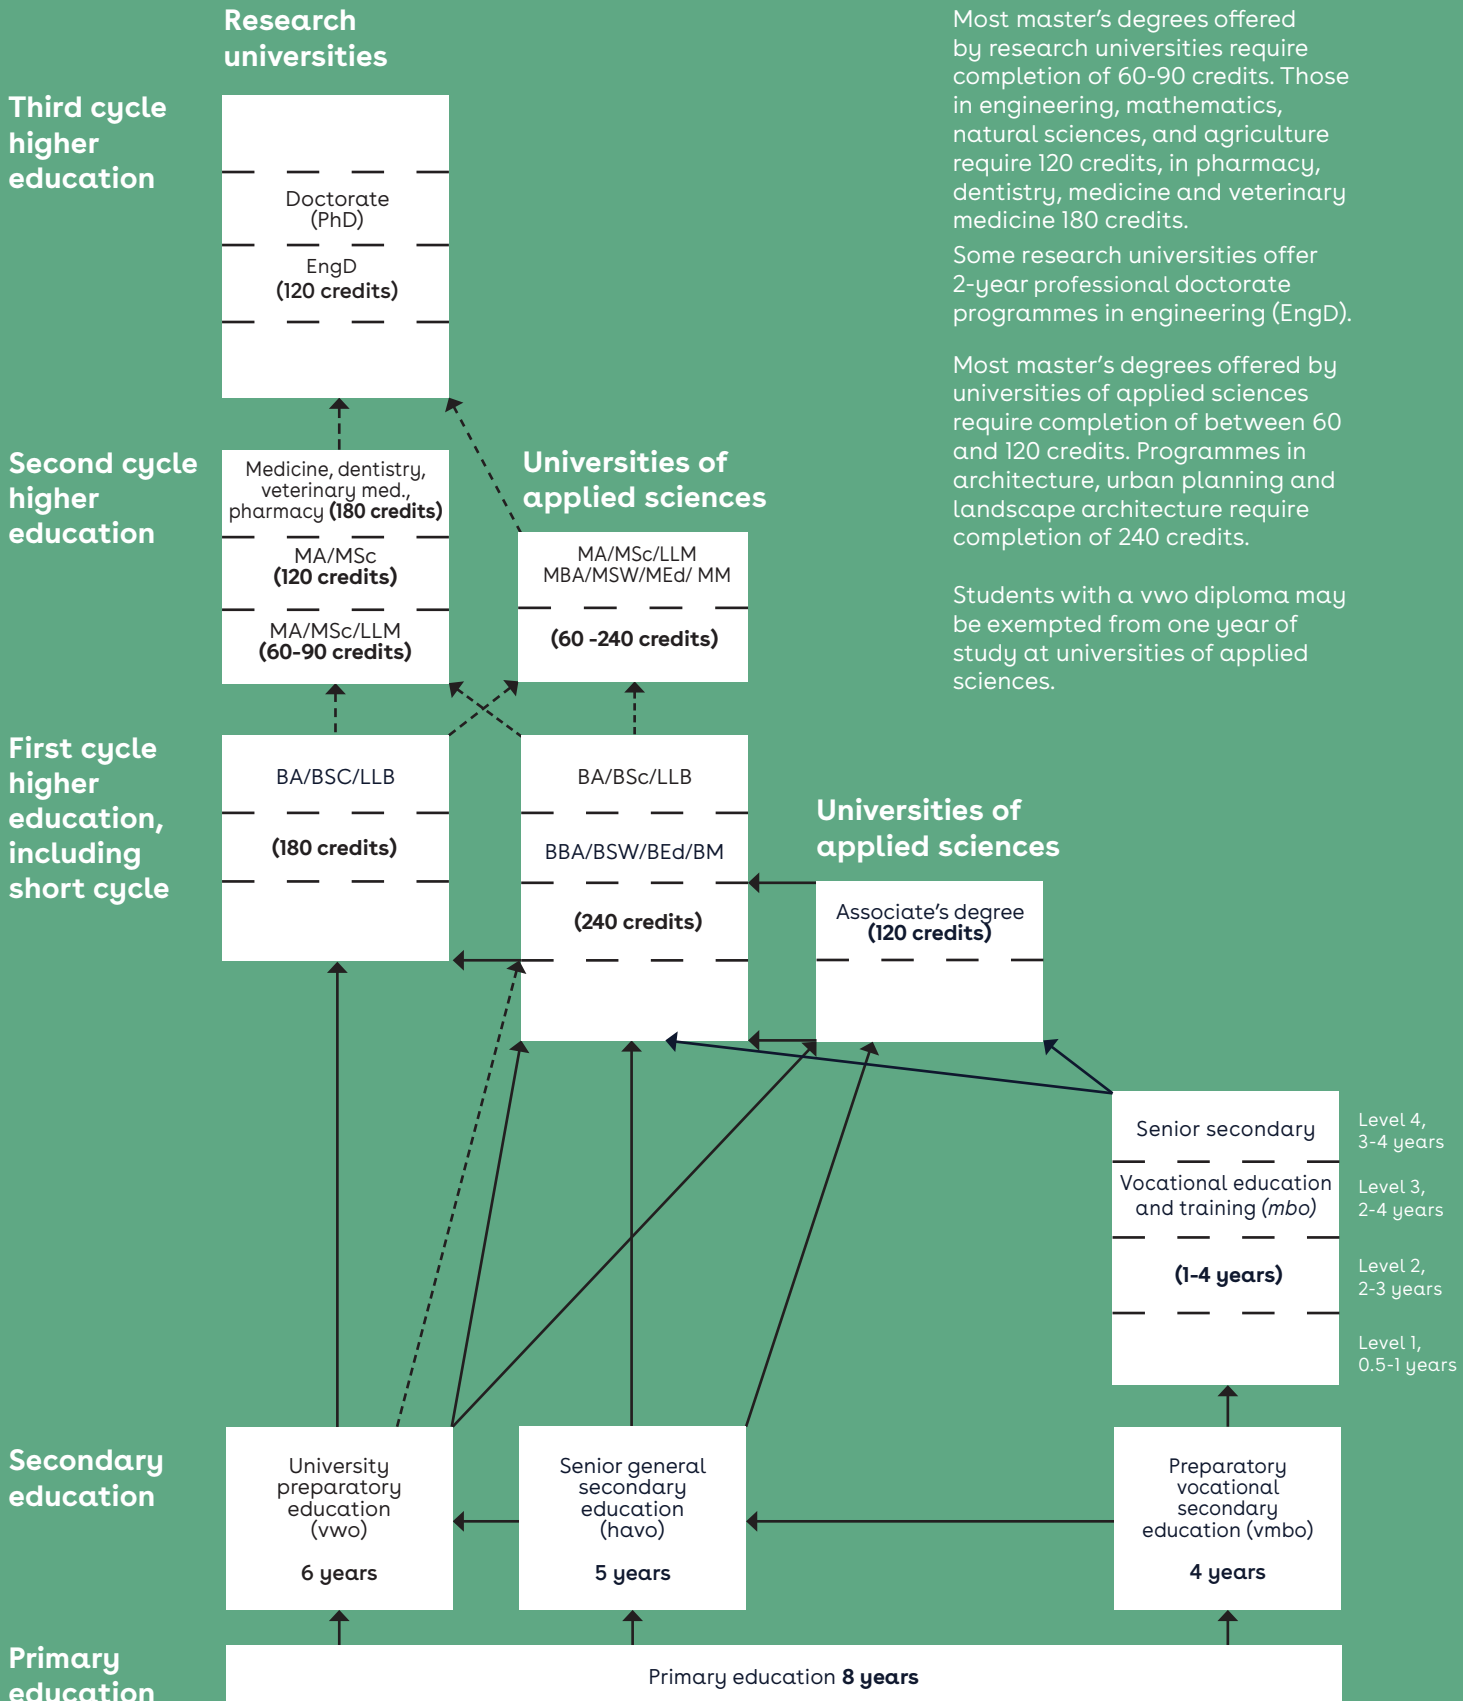 Research
universities
Third cycle
higher
education
Doctorate
(PhD)
EngD
(120 credits)
Most master's degrees offered
by research universities require
completion of 60-90 credits. Those
in engineering, mathematics,
natural sciences, and agriculture
require 120 credits, in pharmacy,
dentistry, medicine and veterinary
medicine 180 credits.
Some research universities offer
2-year professional doctorate
programmes in engineering (EngD).
Most master's degrees offered by
universities of applied sciences
require completion of between 60
and 120 credits. Programmes in
architecture, urban planning and
landscape architecture require
completion of 240 credits.
Students with a vwo diploma may
be exempted from one year of
study at universities of applied
sciences.
Second cycle
higher
education
Medicine, dentistry,
veterinary med.,
pharmacy (180 credits)
MA/MSc
(120 credits)
MA/MSc/LLM
(60-90 credits)
Universities of
applied sciences
MA/MSc/LLM
MBA/MSW/MEd/ MM
(60 -240 credits)
First cycle
higher
education,
including
short cycle
BA/BSC/LLB
(180 credits)
BA/BSc/LLB
BBA/BSW/BEd/BM
(240 credits)
Universities of
applied sciences
Associate's degree
(120 credits)
Senior secondary
Vocational education
and training (mbo)
(1-4 years)
Level 4,
3-4 years
Level 3,
2-4 years
Level 2,
2-3 years
Level 1,
0.5-1 years
Secondary
education
University
preparatory
education
(vwo)
6 years
Senior general
secondary
education
(havo)
5 years
Preparatory
vocational
secondary
education (vmbo)
4 years
Primary
education
Primary education 8 years